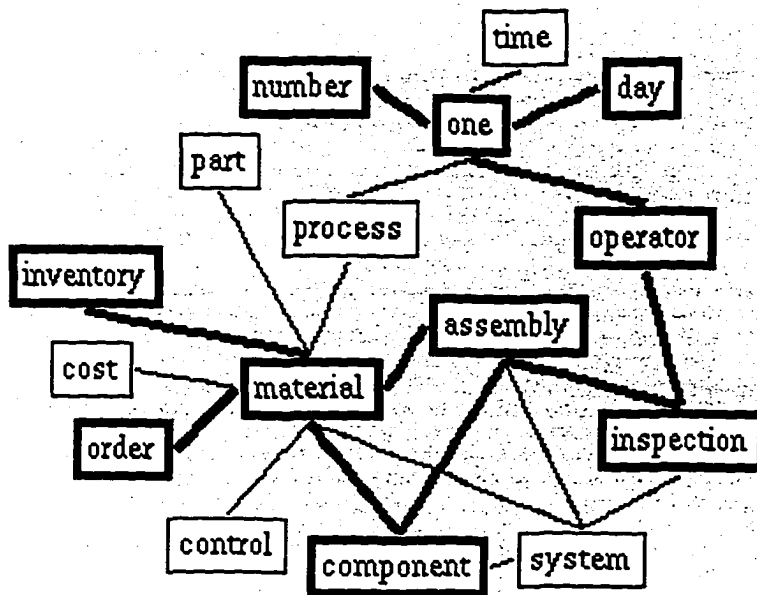 time
number
day
one
part
process
operator
inventory
assembly
cost
material
order
inspection
control
component
system